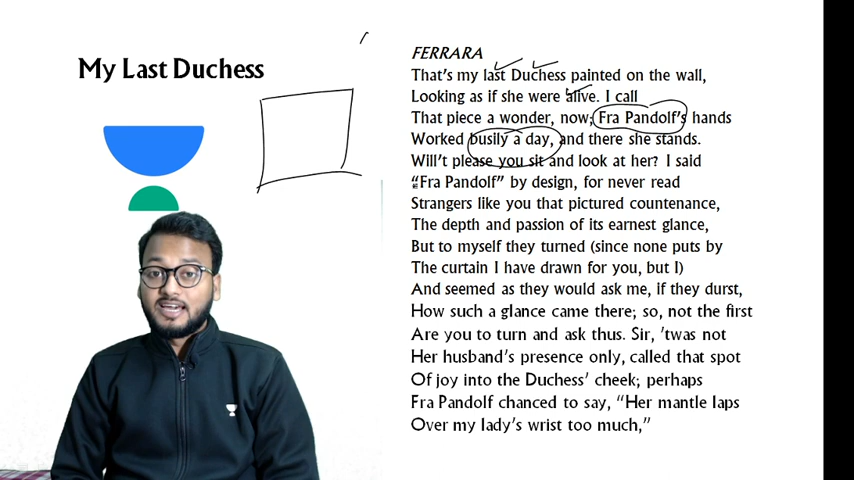 My Last Duchess
FERRARA
That's my last Duchess painted on the wall,
Looking as if she were alive. I call
That piece a wonder, now; Fra Pandolf's hands
Worked busily a day, and there she stands.
Will't please you sit and look at her? I said
“Fra Pandolf” by design, for never read
Strangers like you that pictured countenance,
The depth and passion of its earnest glance,
But to myself they turned (since none puts by
The curtain I have drawn for you, but I)
And seemed as they would ask me, if they durst,
How such a glance came there; so, not the first
Are you to turn and ask thus. Sir, 'twas not
Her husband's presence only, called that spot
Of joy into the Duchess' cheek; perhaps
Fra Pandolf chanced to say, “Her mantle laps
Over my lady's wrist too much,”